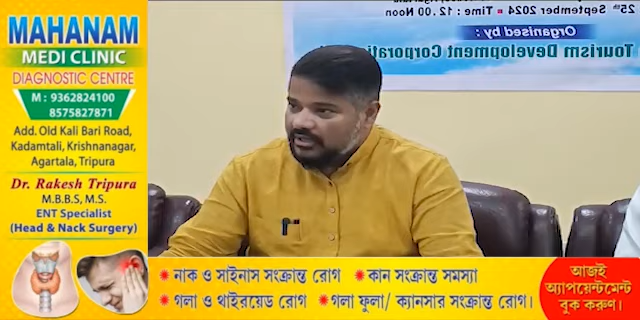 MAHANAM
MEDI CLINIC
DIAGNOSTIC CENTRE
M : 9362824100
8575827871
Add. Old Kali Bari Road,
Kadamtali, Krishnanagar,
Agartala, Tripura
Dr. Rakesh Tripura
M.B.B.S, M.S.
ENT Specialist
(Head & Nack Surgery)
25th September 2024 Time : 12.00 Noon
Organised by :
Tourism Development Corporati
নাক ও সাইনাস সংক্রান্ত রোগ কান সংক্রান্ত সমস্যা
গলা ও থাইরয়েড রোগ গলা ফুলা/ ক্যানসার সংক্রান্ত রোগ।
আজই
অ্যাপয়েন্টমেন্ট
বুক করুণ।